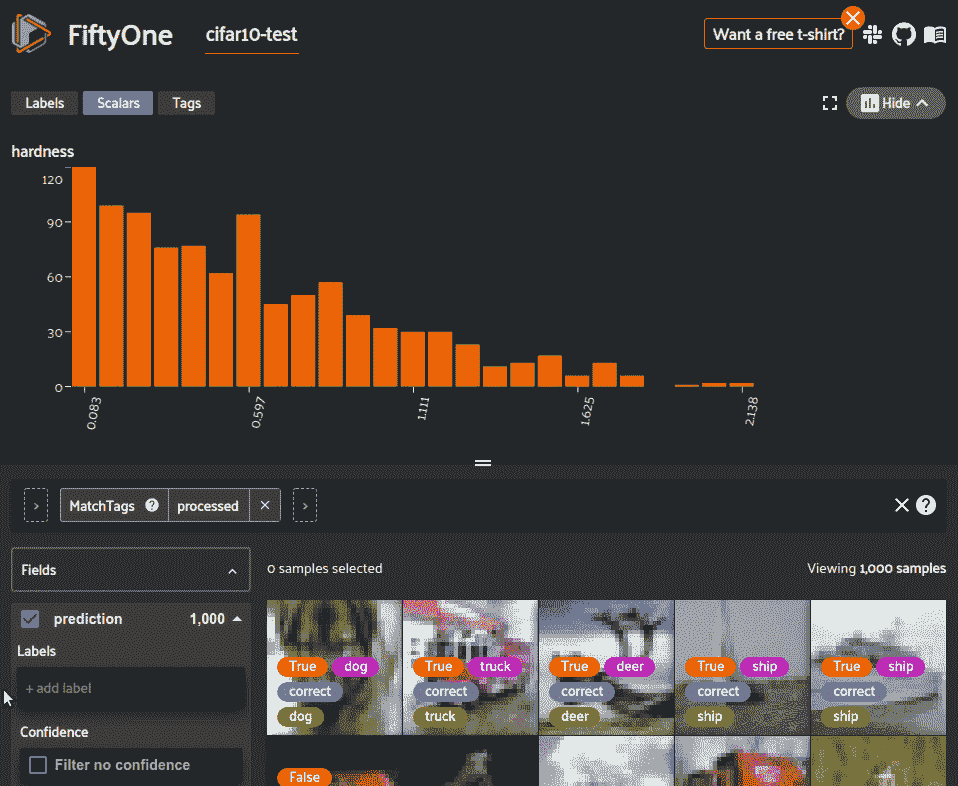 FiftyOne cifar10-test Want a free t-shirt?
Labels Scalars Tags Hide
hardness
120
90
60
30
0
0.083 0.597 1.111 1.625 2.138
MatchTags ? processed ?
Fields 0 samples selected Viewing 1,000 samples
prediction 1,000
Labels
+ add label
Confidence
Filter no confidence
True dog True truck True deer True ship True ship
correct correct correct correct correct
dog truck deer ship ship
False